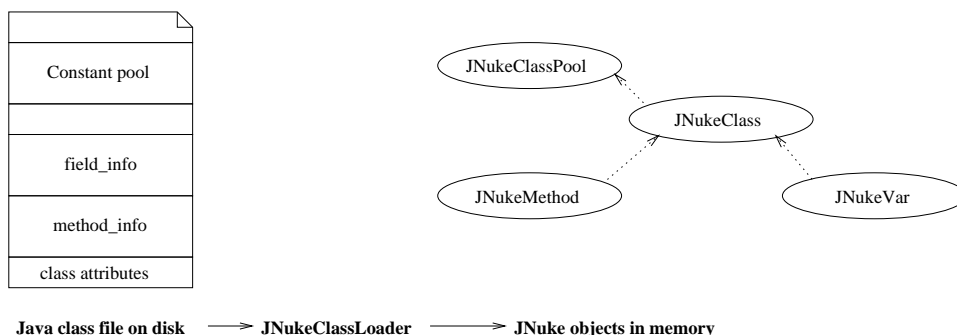 Constant pool
field_info
method_info
class attributes
JNukeClassPool
JNukeClass
JNukeMethod
JNukeVar
Java class file on disk
JNukeClassLoader
JNuke objects in memory